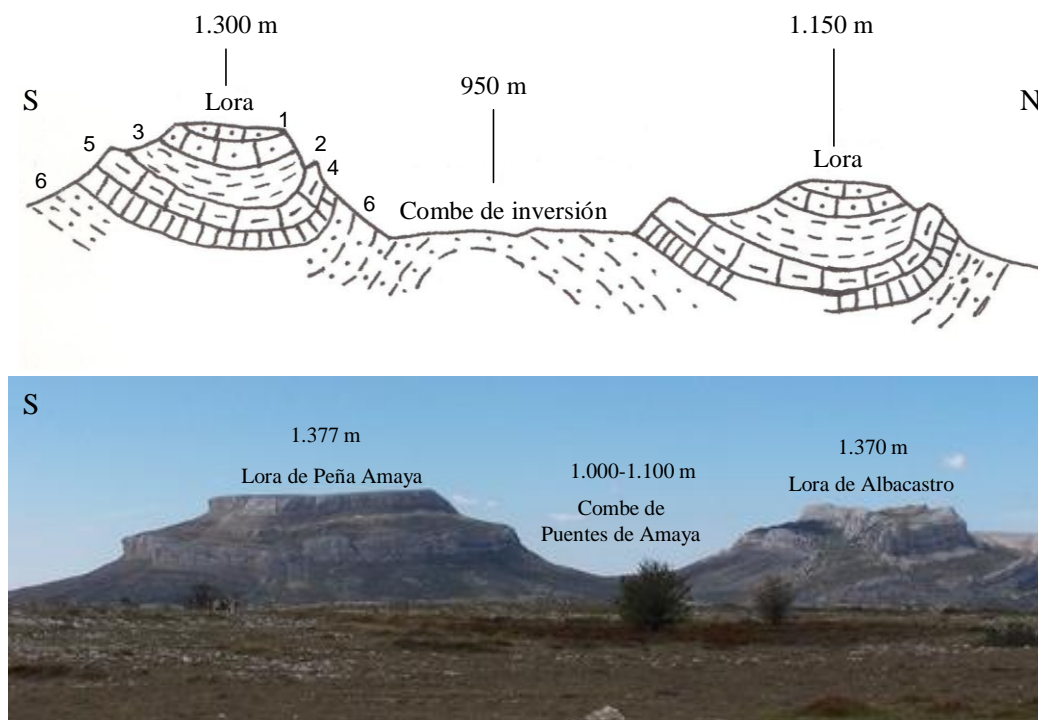 1.300 m
1.150 m
950 m
S
N
Lora
Lora
1
2
3
4
5
6
6
Combe de inversión
S
1.377 m
Lora de Peña Amaya
1.000-1.100 m
Combe de
Puentes de Amaya
1.370 m
Lora de Albacastro